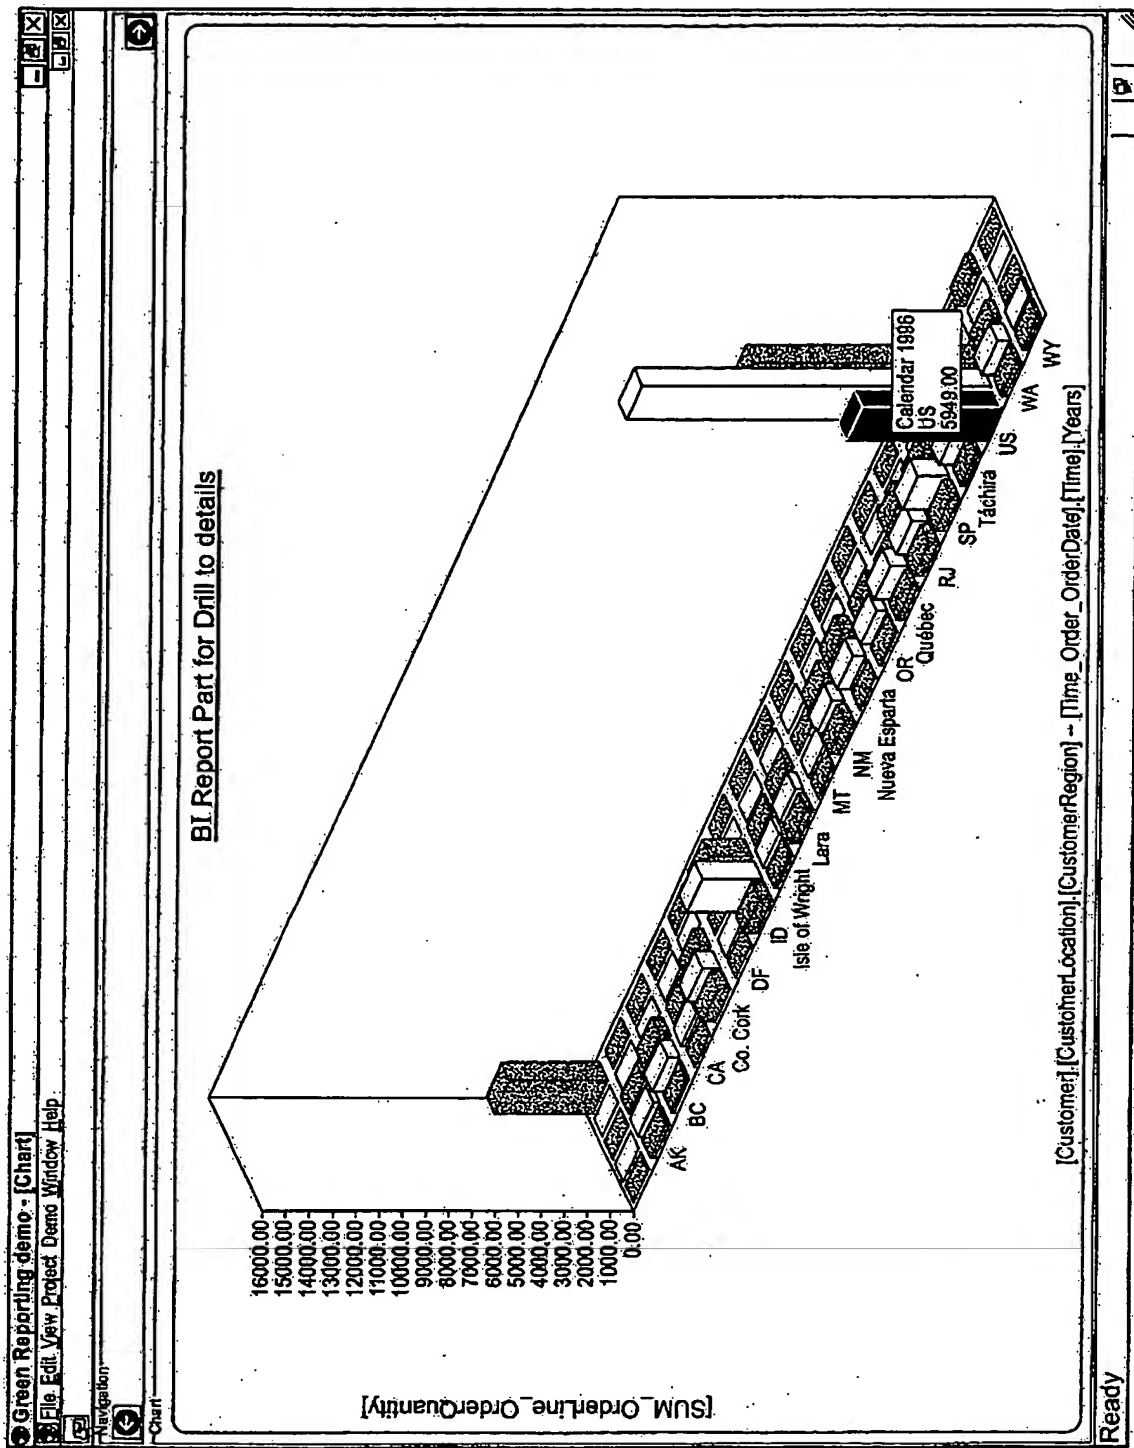 Green Reporting demo - [Chart]
File Edit View Project Demo Window Help
Navigation
Chart
BI Report Part for Drill to details
[SUM_OrderLine_OrderQuantity]
16000.00
15000.00
14000.00
13000.00
12000.00
11000.00
10000.00
9000.00
8000.00
7000.00
6000.00
5000.00
4000.00
3000.00
2000.00
1000.00
0.00
Calendar 1996
US
5949.00
AK
BC
CA
Co. Cork
DF
ID
Isle of Wright
Lara
MT
NM
Nueva Esparta
OR
Québec
RJ
SP
Táchira
US
WA
WY
[Customer].[CustomerLocation].[CustomerRegion] -- [Time_Order_OrderDate].[Time].[Years]
Ready